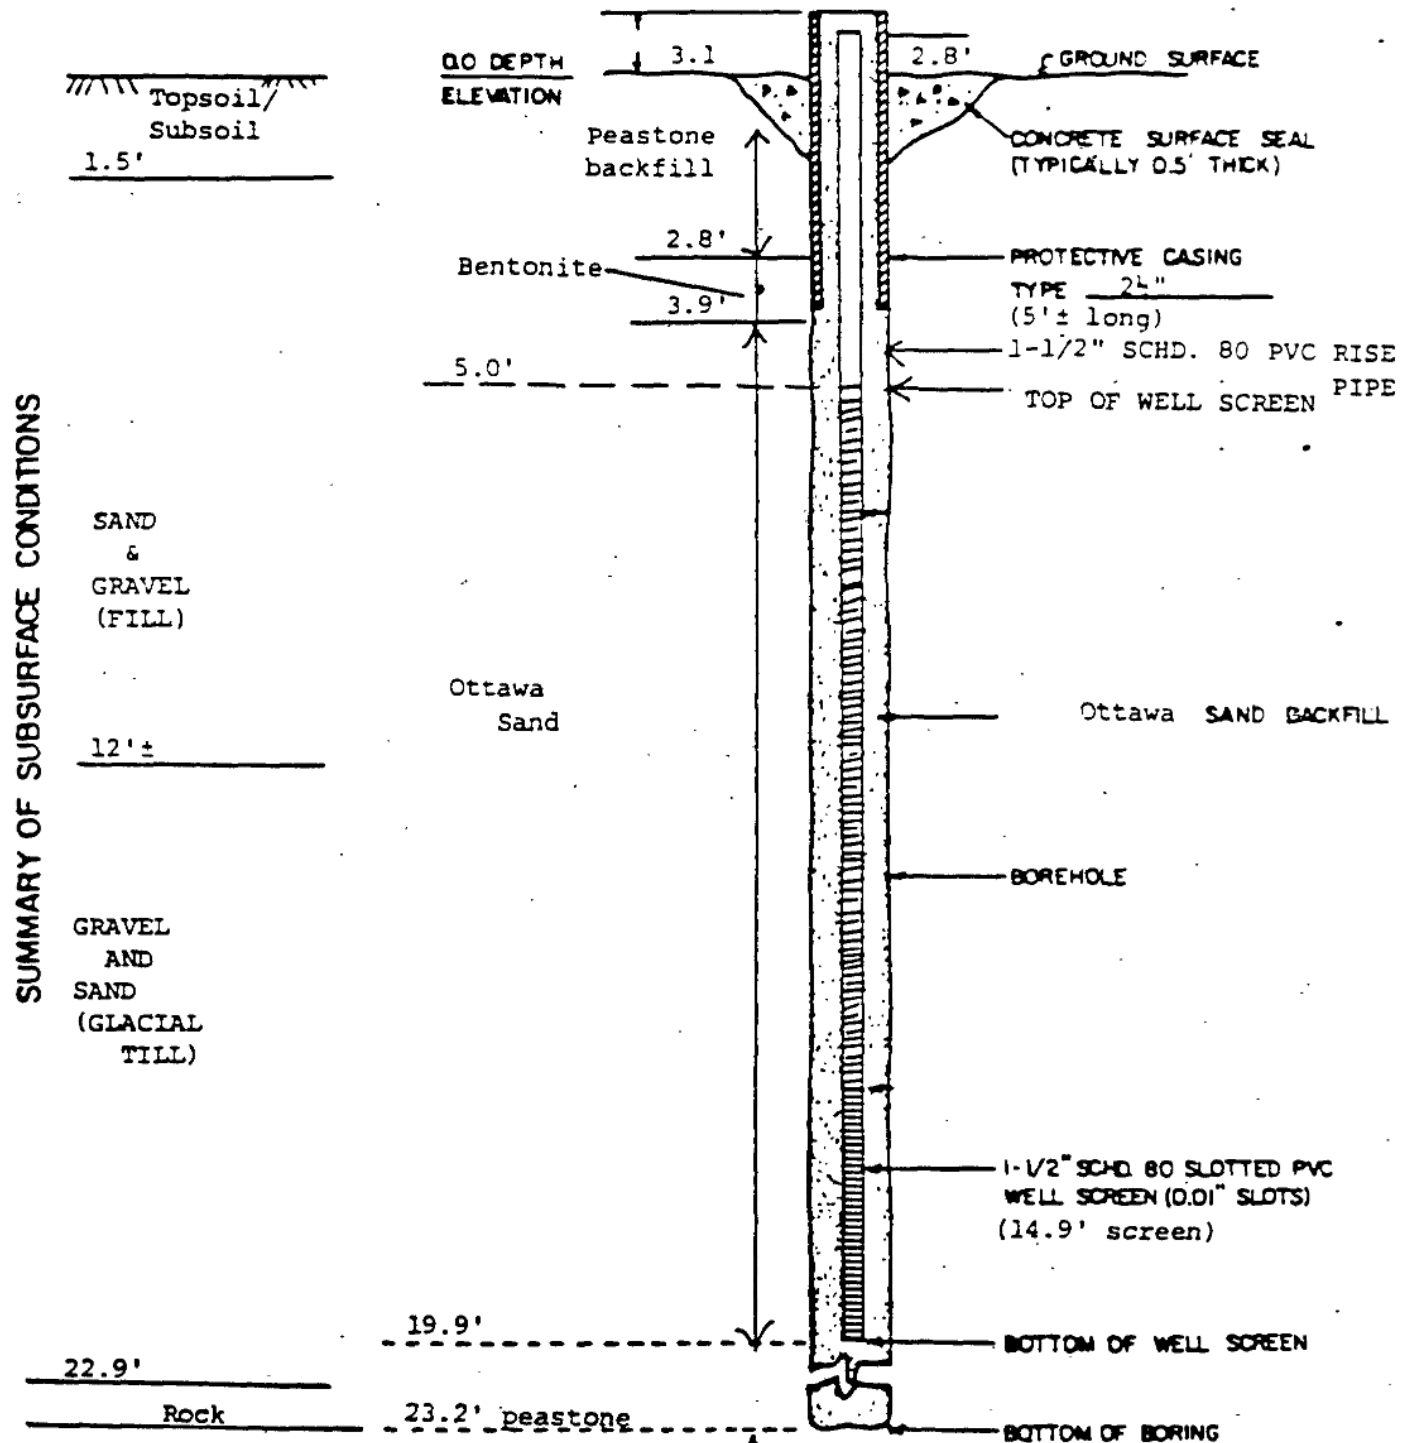 SUMMARY OF SUBSURFACE CONDITIONS
Topsoil/
Subsoil
1.5'
SAND
&
GRAVEL
(FILL)
12'±
GRAVEL
AND
SAND
(GLACIAL
TILL)
22.9'
Rock
0.0 DEPTH
ELEVATION
3.1
2.8'
Peastone
backfill
2.8'
Bentonite
3.9'
5.0'
Ottawa
Sand
19.9'
23.2' peastone
GROUND SURFACE
CONCRETE SURFACE SEAL
(TYPICALLY 0.5' THICK)
PROTECTIVE CASING
TYPE
(5'± long)
1-1/2" SCHD. 80 PVC RISE
PIPE
TOP OF WELL SCREEN
Ottawa SAND BACKFILL
BOREHOLE
1-1/2" SCHD. 80 SLOTTED PVC
WELL SCREEN (0.01" SLOTS)
(14.9' screen)
BOTTOM OF WELL SCREEN
BOTTOM OF BORING